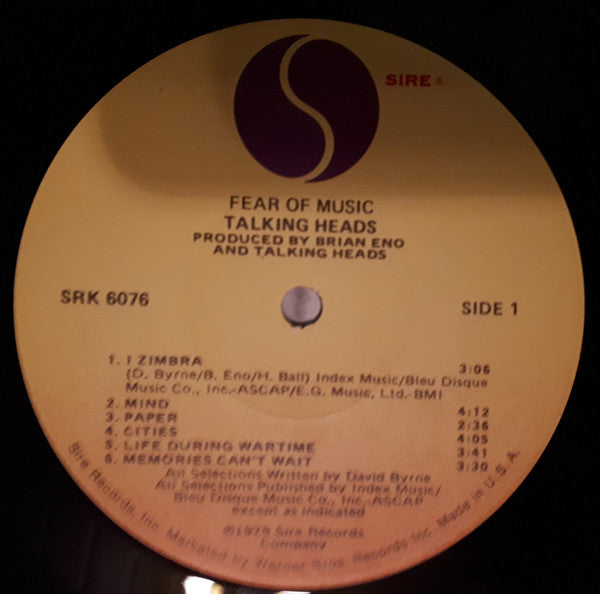 SIRE ®
FEAR OF MUSIC
TALKING HEADS
PRODUCED BY BRIAN ENO
AND TALKING HEADS
SRK 6076
SIDE 1
1. I ZIMBRA 3:06
(D. Byrne/B. Eno/H. Ball) Index Music/Bleu Disque
Music Co., Inc.-ASCAP/E.G. Music, Ltd.-BMI
2. MIND 4:12
3. PAPER 2:36
4. CITIES 4:05
5. LIFE DURING WARTIME 3:41
6. MEMORIES CAN'T WAIT 3:30
All Selections Written by David Byrne
All Selections Published by Index Music/
Bleu Disque Music Co., Inc.-ASCAP
except as indicated
℗1979 Sire Records
Company
Sire Records, Inc. Marketed by Warner Bros. Records Inc. Made in U.S.A.